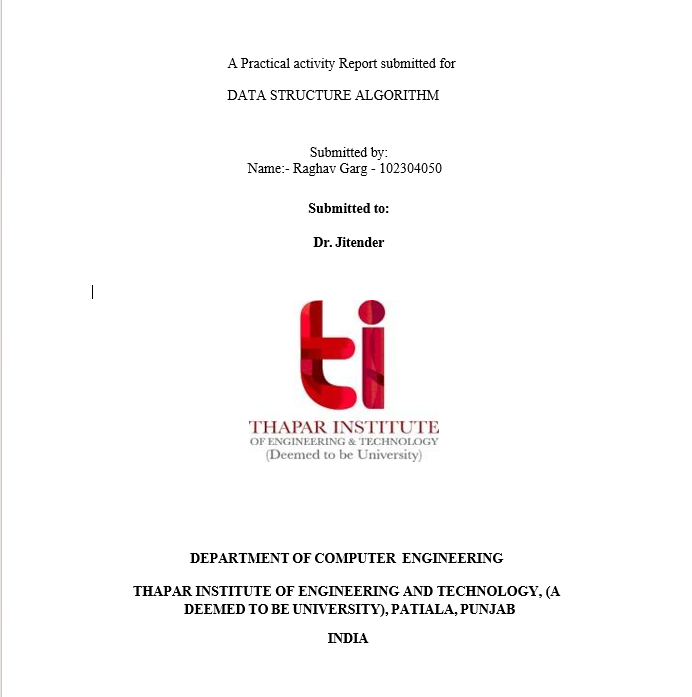 A Practical activity Report submitted for
DATA STRUCTURE ALGORITHM
Submitted by:
Name:- Raghav Garg - 102304050
Submitted to:
Dr. Jitender
ti
THAPAR INSTITUTE
OF ENGINEERING & TECHNOLOGY
(Deemed to be University)
DEPARTMENT OF COMPUTER ENGINEERING
THAPAR INSTITUTE OF ENGINEERING AND TECHNOLOGY, (A
DEEMED TO BE UNIVERSITY), PATIALA, PUNJAB
INDIA